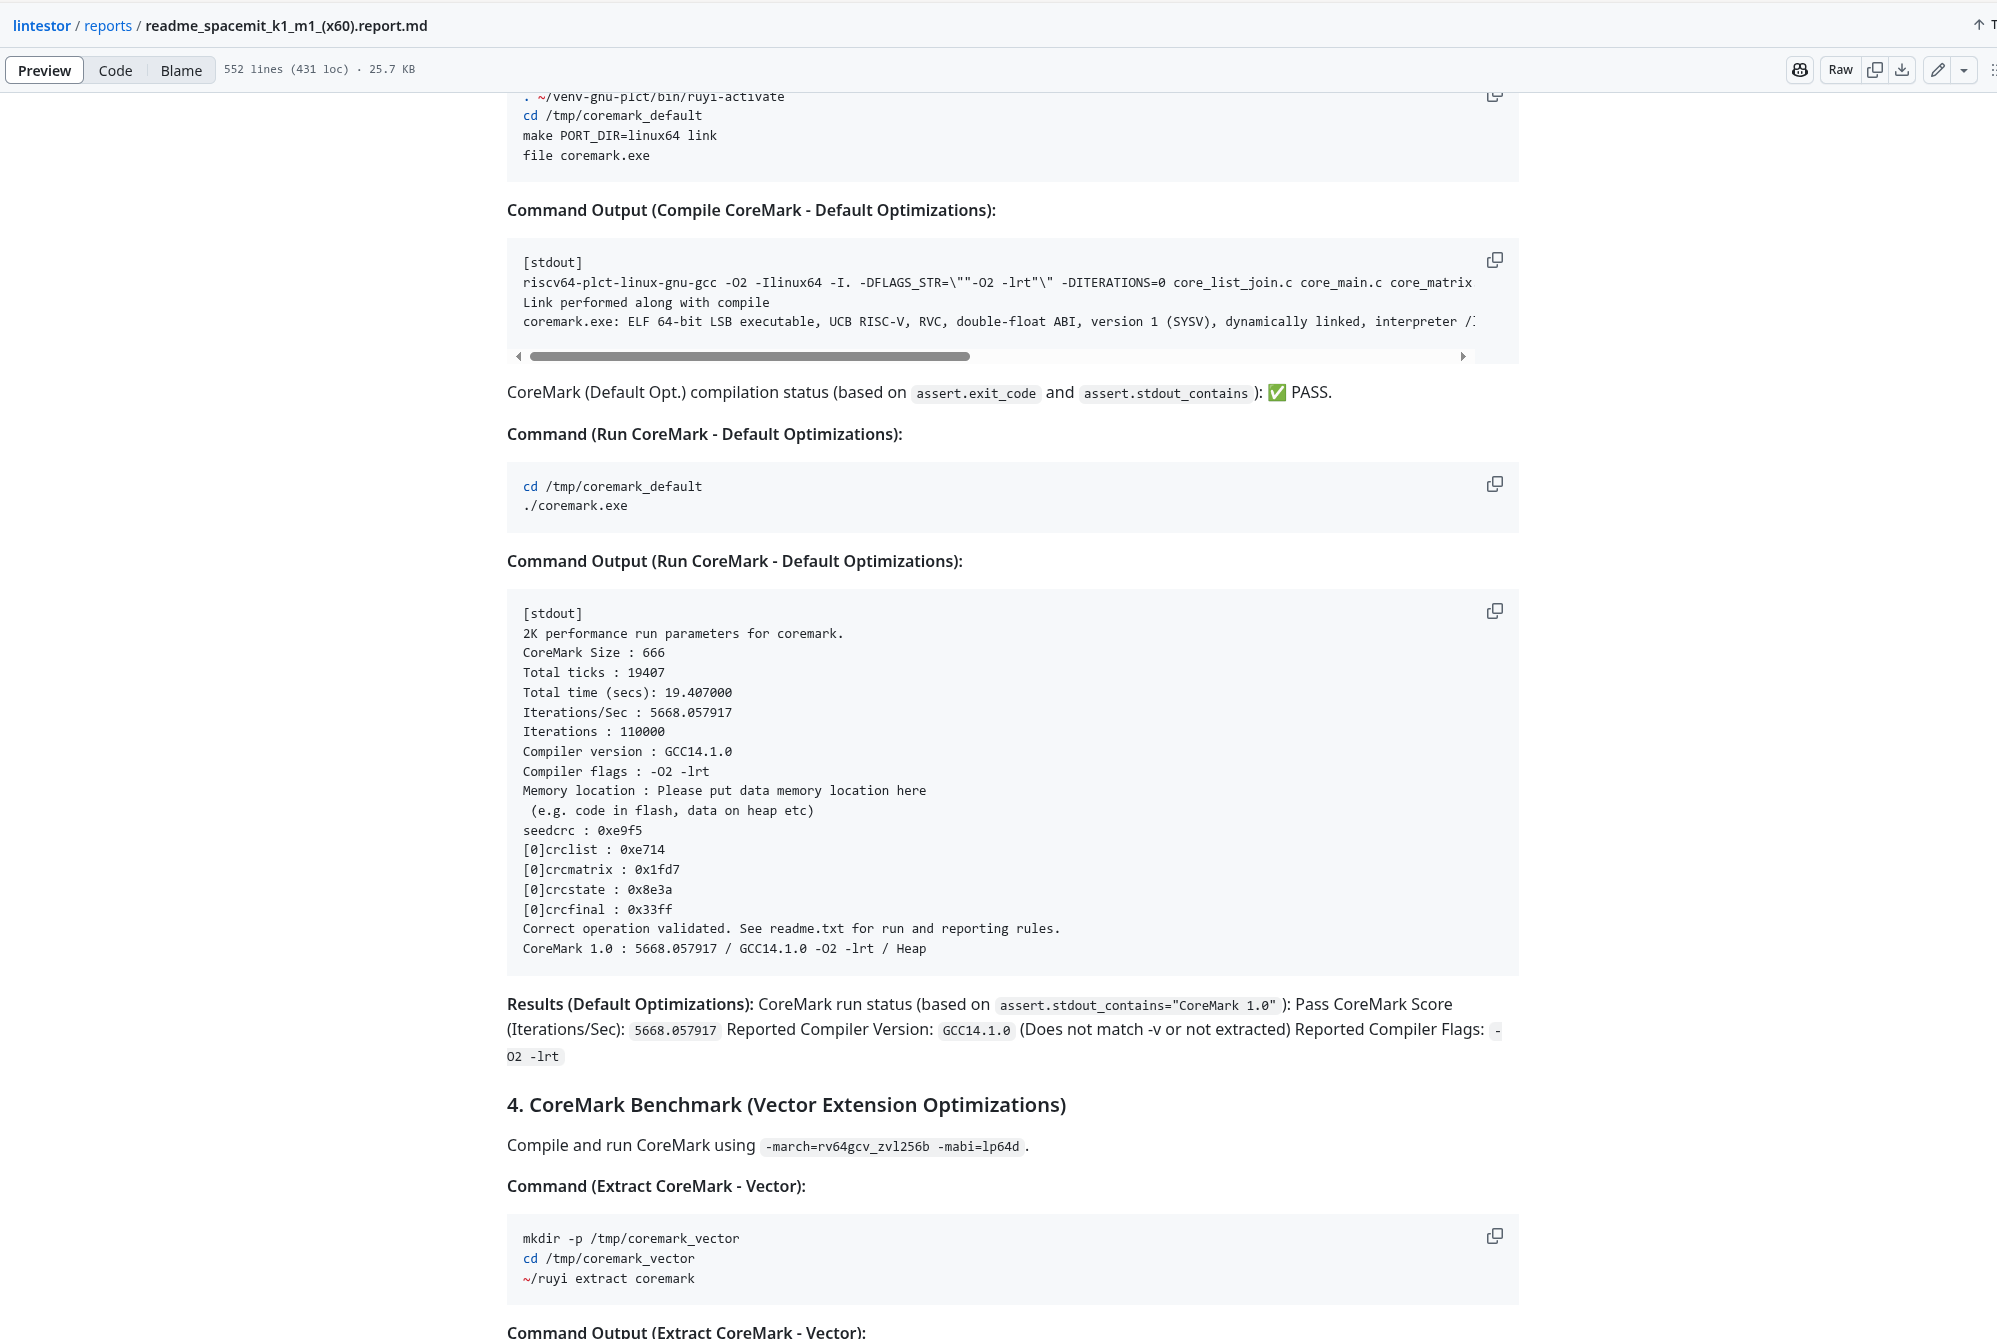 lintestor / reports / readme_spacemit_k1_m1_(x60).report.md
T
Preview Code Blame 552 lines (431 loc) · 25.7 KB Raw
. ~/venv-gnu-plct/bin/ruyi-activate
cd /tmp/coremark_default
make PORT_DIR=linux64 link
file coremark.exe
Command Output (Compile CoreMark - Default Optimizations):
[stdout]
riscv64-plct-linux-gnu-gcc -O2 -Ilinux64 -I. -DFLAGS_STR=\""-O2 -lrt"\" -DITERATIONS=0 core_list_join.c core_main.c core_matrix
Link performed along with compile
coremark.exe: ELF 64-bit LSB executable, UCB RISC-V, RVC, double-float ABI, version 1 (SYSV), dynamically linked, interpreter /
CoreMark (Default Opt.) compilation status (based on assert.exit_code and assert.stdout_contains): ✅ PASS.
Command (Run CoreMark - Default Optimizations):
cd /tmp/coremark_default
./coremark.exe
Command Output (Run CoreMark - Default Optimizations):
[stdout]
2K performance run parameters for coremark.
CoreMark Size : 666
Total ticks : 19407
Total time (secs): 19.407000
Iterations/Sec : 5668.057917
Iterations : 110000
Compiler version : GCC14.1.0
Compiler flags : -O2 -lrt
Memory location : Please put data memory location here
(e.g. code in flash, data on heap etc)
seedcrc : 0xe9f5
[0]crclist : 0xe714
[0]crcmatrix : 0x1fd7
[0]crcstate : 0x8e3a
[0]crcfinal : 0x33ff
Correct operation validated. See readme.txt for run and reporting rules.
CoreMark 1.0 : 5668.057917 / GCC14.1.0 -O2 -lrt / Heap
Results (Default Optimizations): CoreMark run status (based on assert.stdout_contains="CoreMark 1.0" ): Pass CoreMark Score
(Iterations/Sec): 5668.057917 Reported Compiler Version: GCC14.1.0 (Does not match -v or not extracted) Reported Compiler Flags: -
O2 -lrt
4. CoreMark Benchmark (Vector Extension Optimizations)
Compile and run CoreMark using -march=rv64gcv_zvl256b -mabi=lp64d.
Command (Extract CoreMark - Vector):
mkdir -p /tmp/coremark_vector
cd /tmp/coremark_vector
~/ruyi extract coremark
Command Output (Extract CoreMark - Vector):